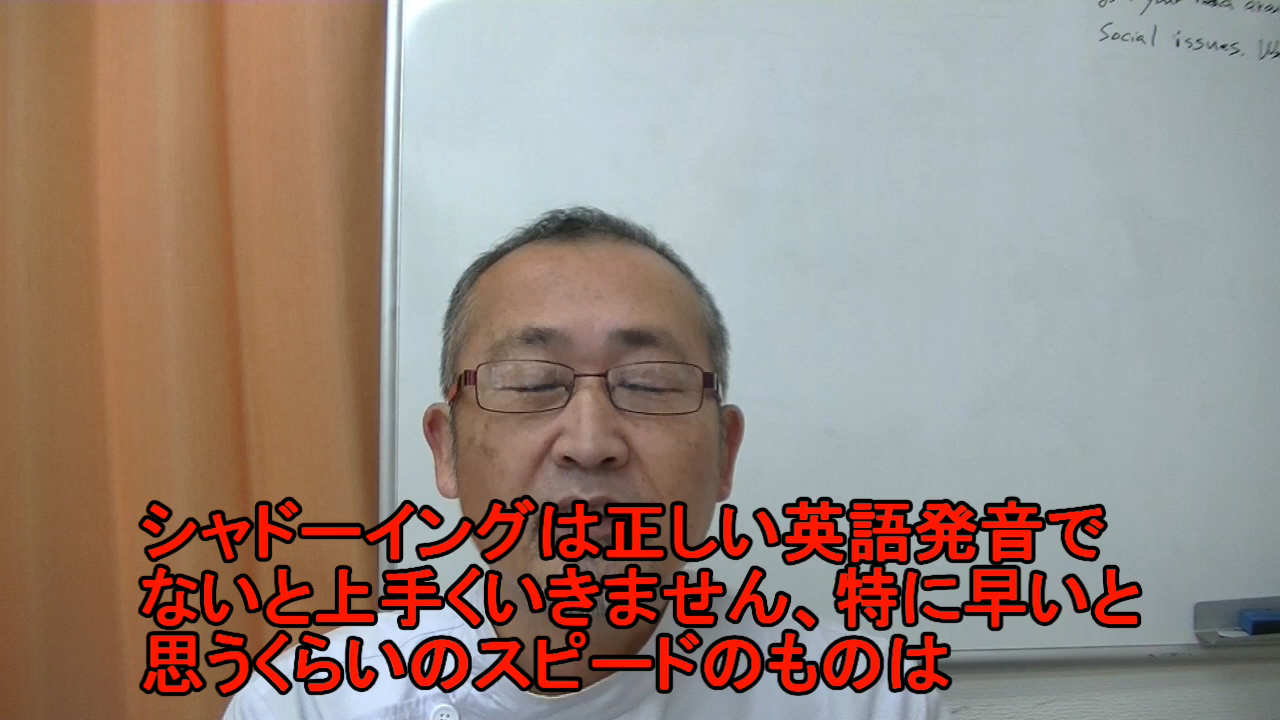 Social issues.
シャドーイングは正しい英語発音で
ないと上手くいきません、特に早いと
思うくらいのスピードのものは